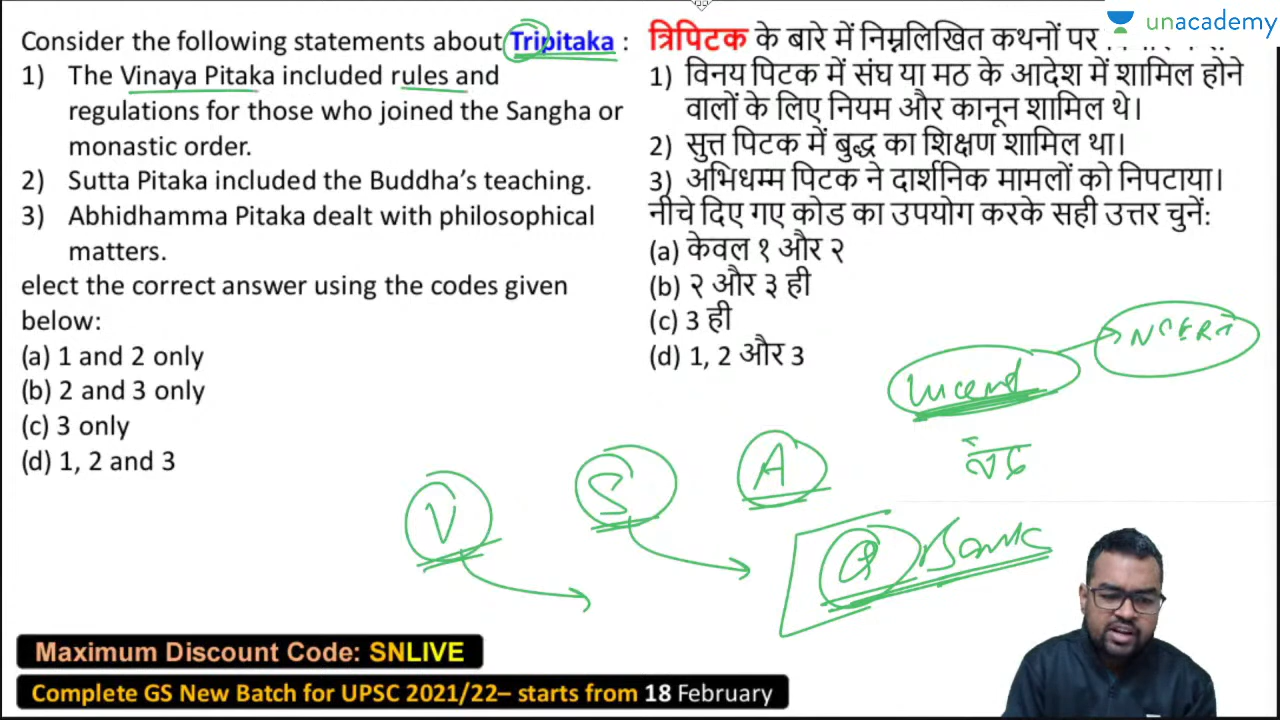 unacademy
Consider the following statements about Tripitaka :
1) The Vinaya Pitaka included rules and
regulations for those who joined the Sangha or
monastic order.
2) Sutta Pitaka included the Buddha's teaching.
3) Abhidhamma Pitaka dealt with philosophical
matters.
elect the correct answer using the codes given
below:
(a) 1 and 2 only
(b) 2 and 3 only
(c) 3 only
(d) 1, 2 and 3
त्रिपिटक के बारे में निम्नलिखित कथनों पर
1) विनय पिटक में संघ या मठ के आदेश में शामिल होने
वालों के लिए नियम और कानून शामिल थे।
2) सुत्त पिटक में बुद्ध का शिक्षण शामिल था।
3) अभिधम्म पिटक ने दार्शनिक मामलों को निपटाया।
नीचे दिए गए कोड का उपयोग करके सही उत्तर चुनें:
(a) केवल १ और २
(b) २ और ३ ही
(c) 3 ही
(d) 1, 2 और 3
NCERT
V S A
Q Bank
Maximum Discount Code: SNLIVE
Complete GS New Batch for UPSC 2021/22– starts from 18 February